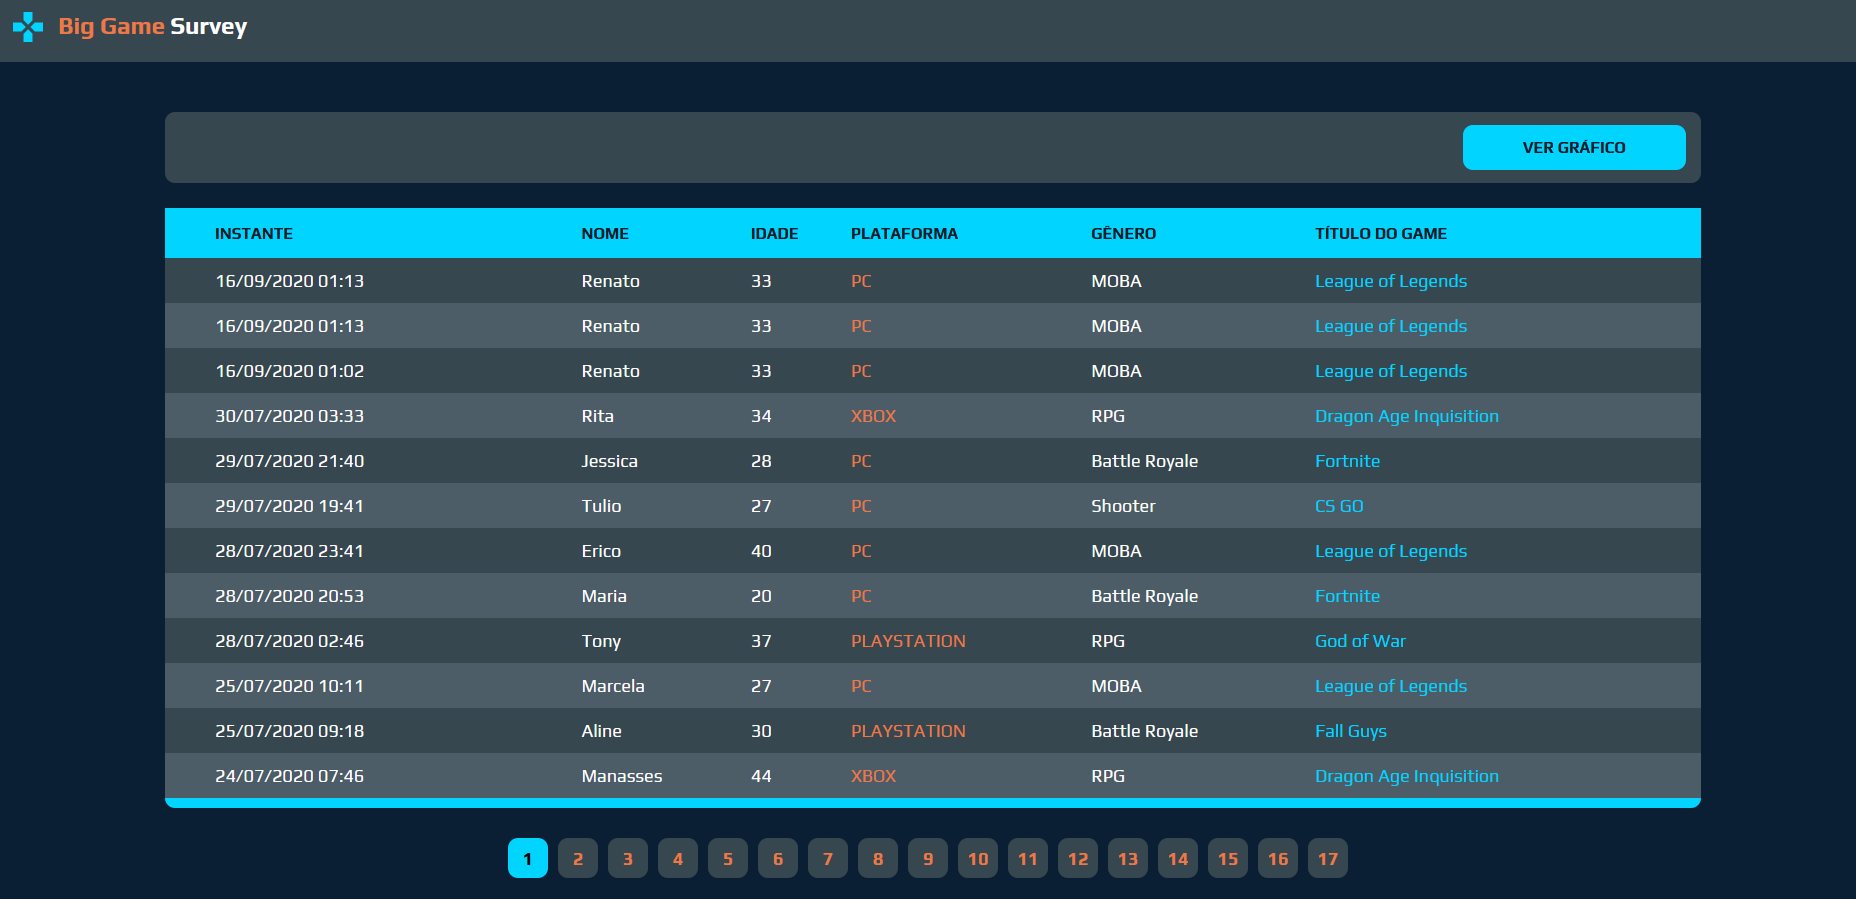 Big Game Survey
VER GRÁFICO
INSTANTE NOME IDADE PLATAFORMA GÊNERO TÍTULO DO GAME
16/09/2020 01:13 Renato 33 PC MOBA League of Legends
16/09/2020 01:13 Renato 33 PC MOBA League of Legends
16/09/2020 01:02 Renato 33 PC MOBA League of Legends
30/07/2020 03:33 Rita 34 XBOX RPG Dragon Age Inquisition
29/07/2020 21:40 Jessica 28 PC Battle Royale Fortnite
29/07/2020 19:41 Tulio 27 PC Shooter CS GO
28/07/2020 23:41 Erico 40 PC MOBA League of Legends
28/07/2020 20:53 Maria 20 PC Battle Royale Fortnite
28/07/2020 02:46 Tony 37 PLAYSTATION RPG God of War
25/07/2020 10:11 Marcela 27 PC MOBA League of Legends
25/07/2020 09:18 Aline 30 PLAYSTATION Battle Royale Fall Guys
24/07/2020 07:46 Manasses 44 XBOX RPG Dragon Age Inquisition
1 2 3 4 5 6 7 8 9 10 11 12 13 14 15 16 17